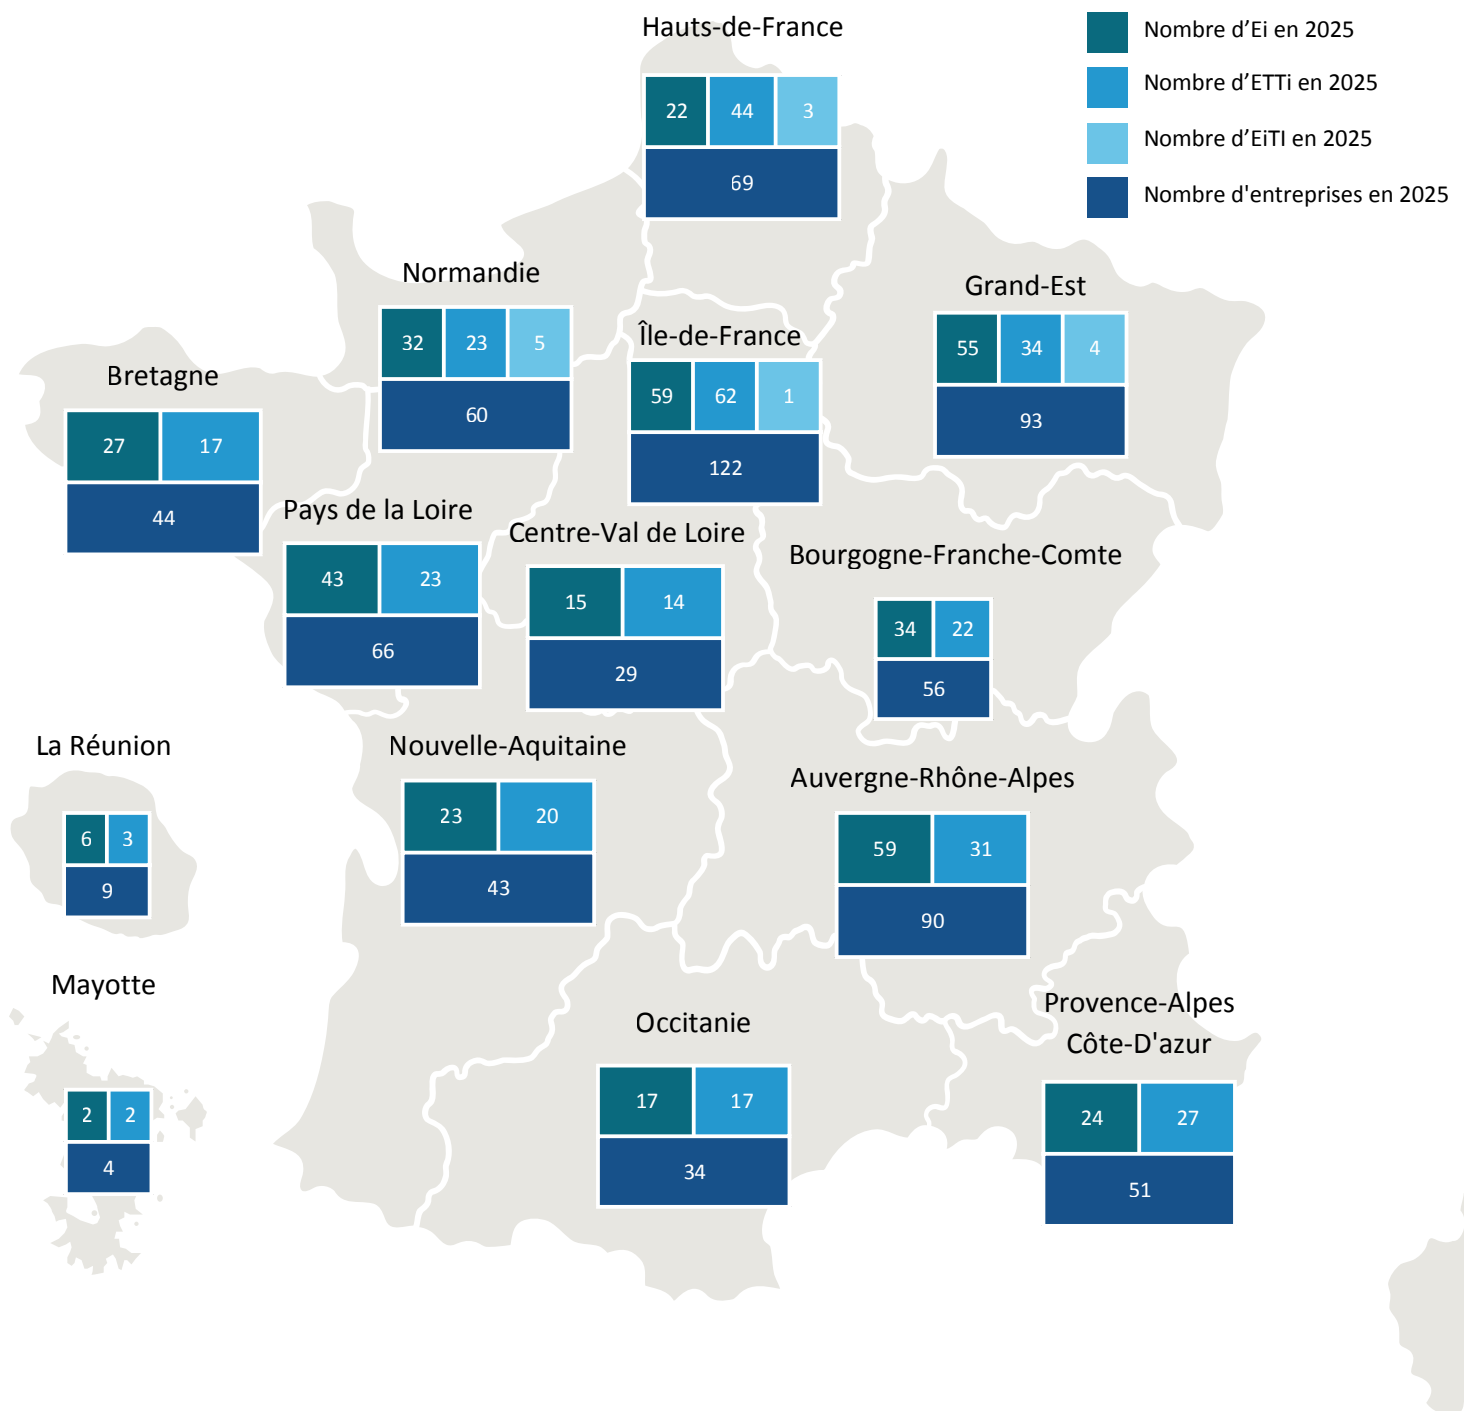 Hauts-de-France
22 44 3
69
Nombre d’Ei en 2025
Nombre d’ETTi en 2025
Nombre d’EiTI en 2025
Nombre d'entreprises en 2025
Normandie
32 23 5
60
Île-de-France
59 62 1
122
Grand-Est
55 34 4
93
Bretagne
27 17
44
Pays de la Loire
43 23
66
Centre-Val de Loire
15 14
29
Bourgogne-Franche-Comte
34 22
56
La Réunion
6 3
9
Nouvelle-Aquitaine
23 20
43
Auvergne-Rhône-Alpes
59 31
90
Mayotte
2 2
4
Occitanie
17 17
34
Provence-Alpes
Côte-D'azur
24 27
51